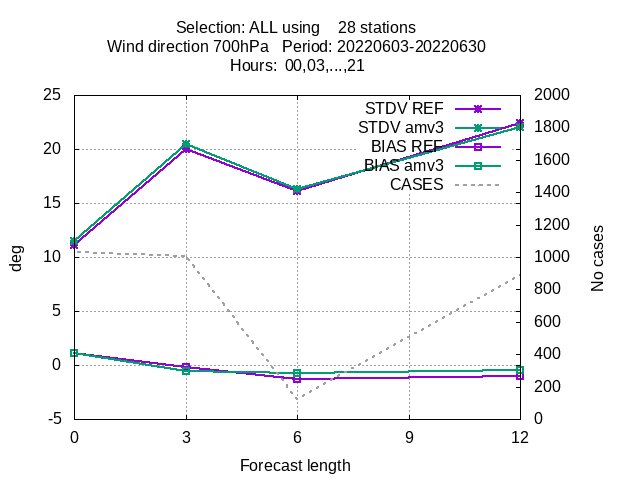 Selection: ALL using    28 stations
Wind direction 700hPa   Period: 20220603-20220630
Hours:  00,03,...,21
STDV REF
STDV amv3
BIAS REF
BIAS amv3
CASES
25
20
15
10
5
0
-5
deg
2000
1800
1600
1400
1200
1000
800
600
400
200
0
No cases
0 3 6 9 12
Forecast length